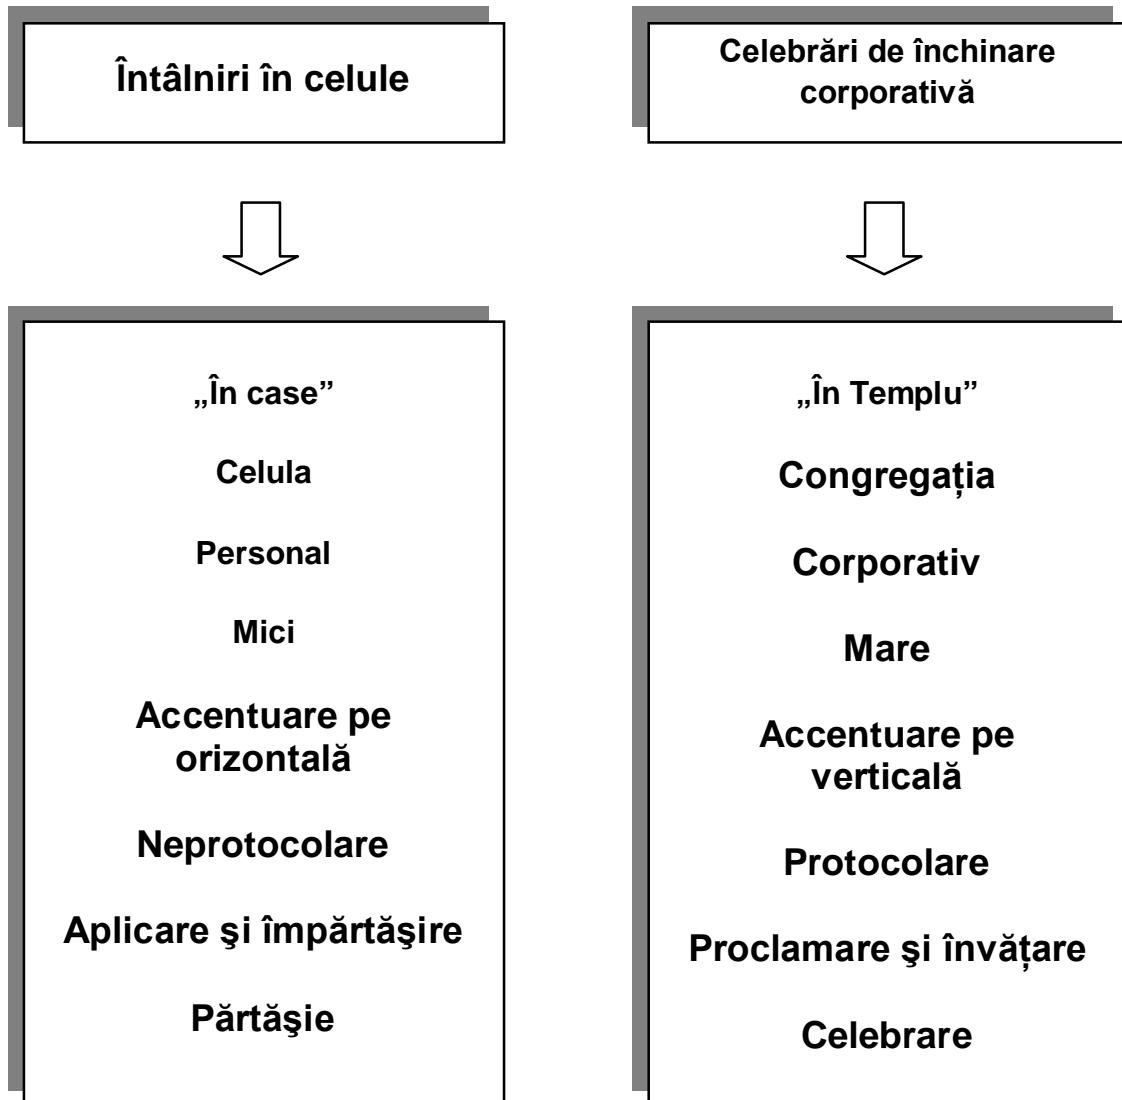 Întâlniri în celule
Celebrări de închinare
corporativă
„În case”
Celula
Personal
Mici
Accentuare pe
orizontală
Neprotocolare
Aplicare şi împărtăşire
Părtăşie
„În Templu”
Congregația
Corporativ
Mare
Accentuare pe
verticală
Protocolare
Proclamare şi învățare
Celebrare